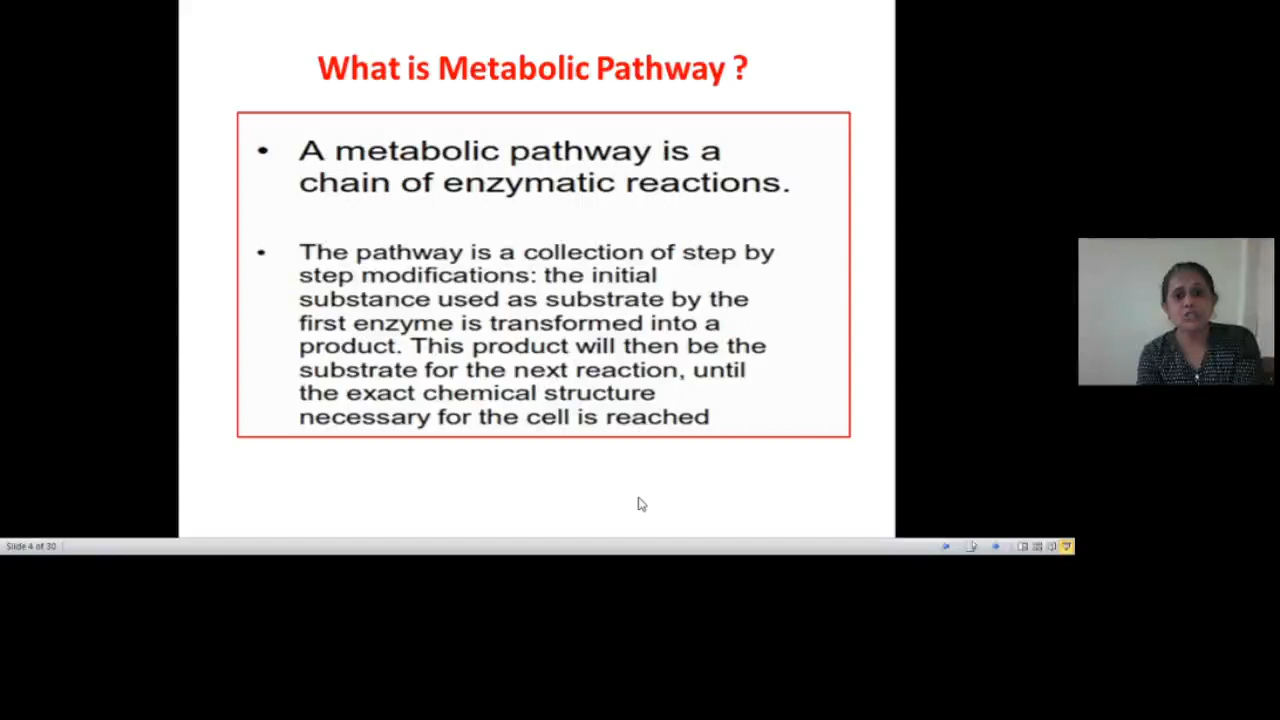 What is Metabolic Pathway ?
• A metabolic pathway is a
chain of enzymatic reactions.
• The pathway is a collection of step by
step modifications: the initial
substance used as substrate by the
first enzyme is transformed into a
product. This product will then be the
substrate for the next reaction, until
the exact chemical structure
necessary for the cell is reached
Slide 4 of 30